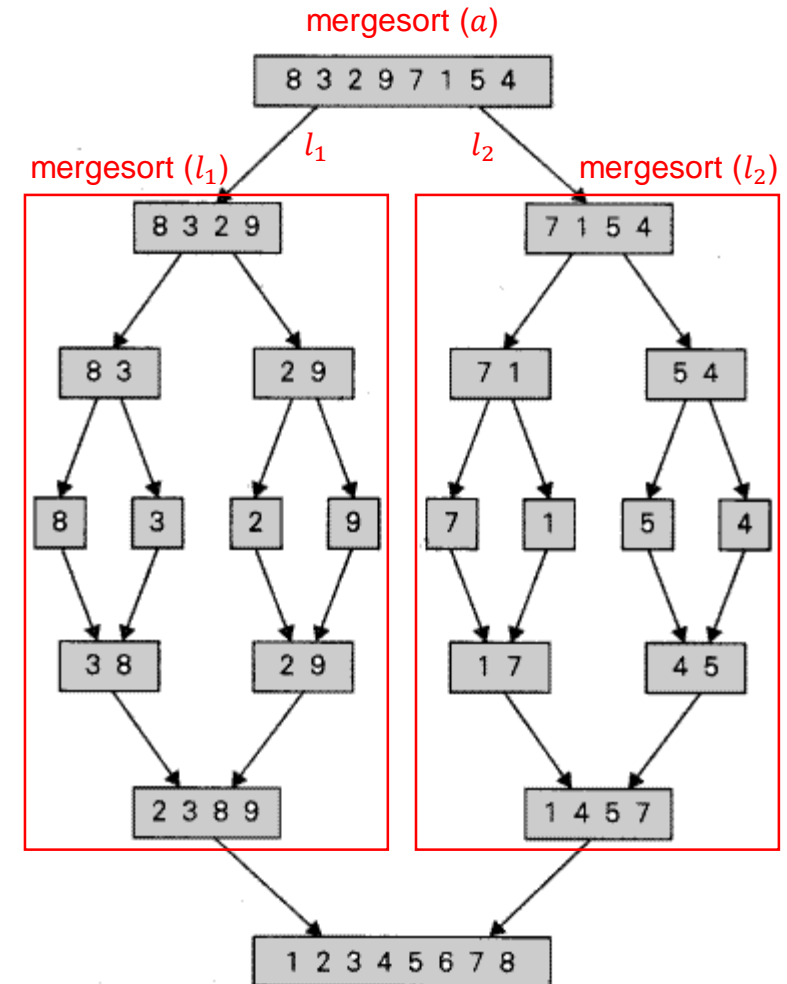 mergesort (𝑎)
8 3 2 9 7 1 5 4
𝑙₁ 𝑙₂
mergesort (𝑙₁) mergesort (𝑙₂)
8 3 2 9 7 1 5 4
8 3 2 9 7 1 5 4
8 3 2 9 7 1 5 4
3 8 2 9 1 7 4 5
2 3 8 9 1 4 5 7
1 2 3 4 5 6 7 8